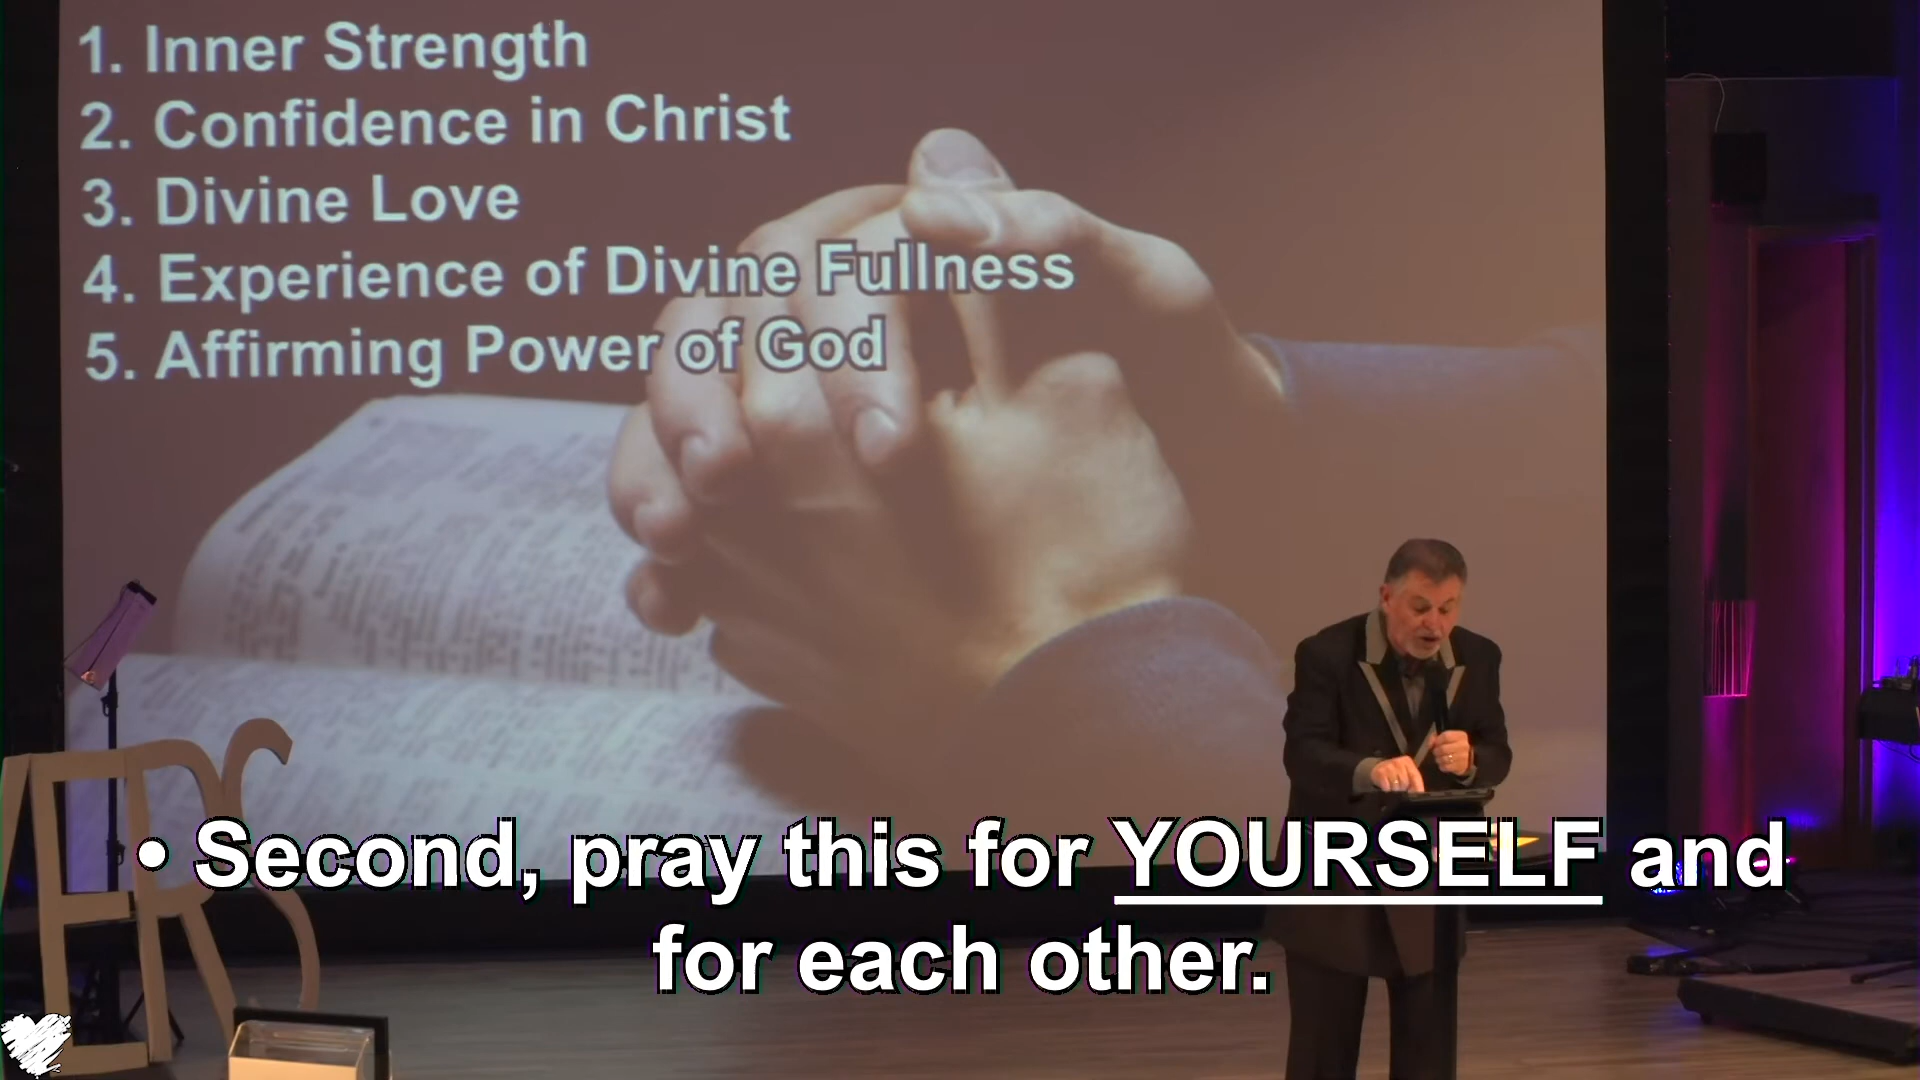 1. Inner Strength
2. Confidence in Christ
3. Divine Love
4. Experience of Divine Fullness
5. Affirming Power of God
• Second, pray this for YOURSELF and
for each other.